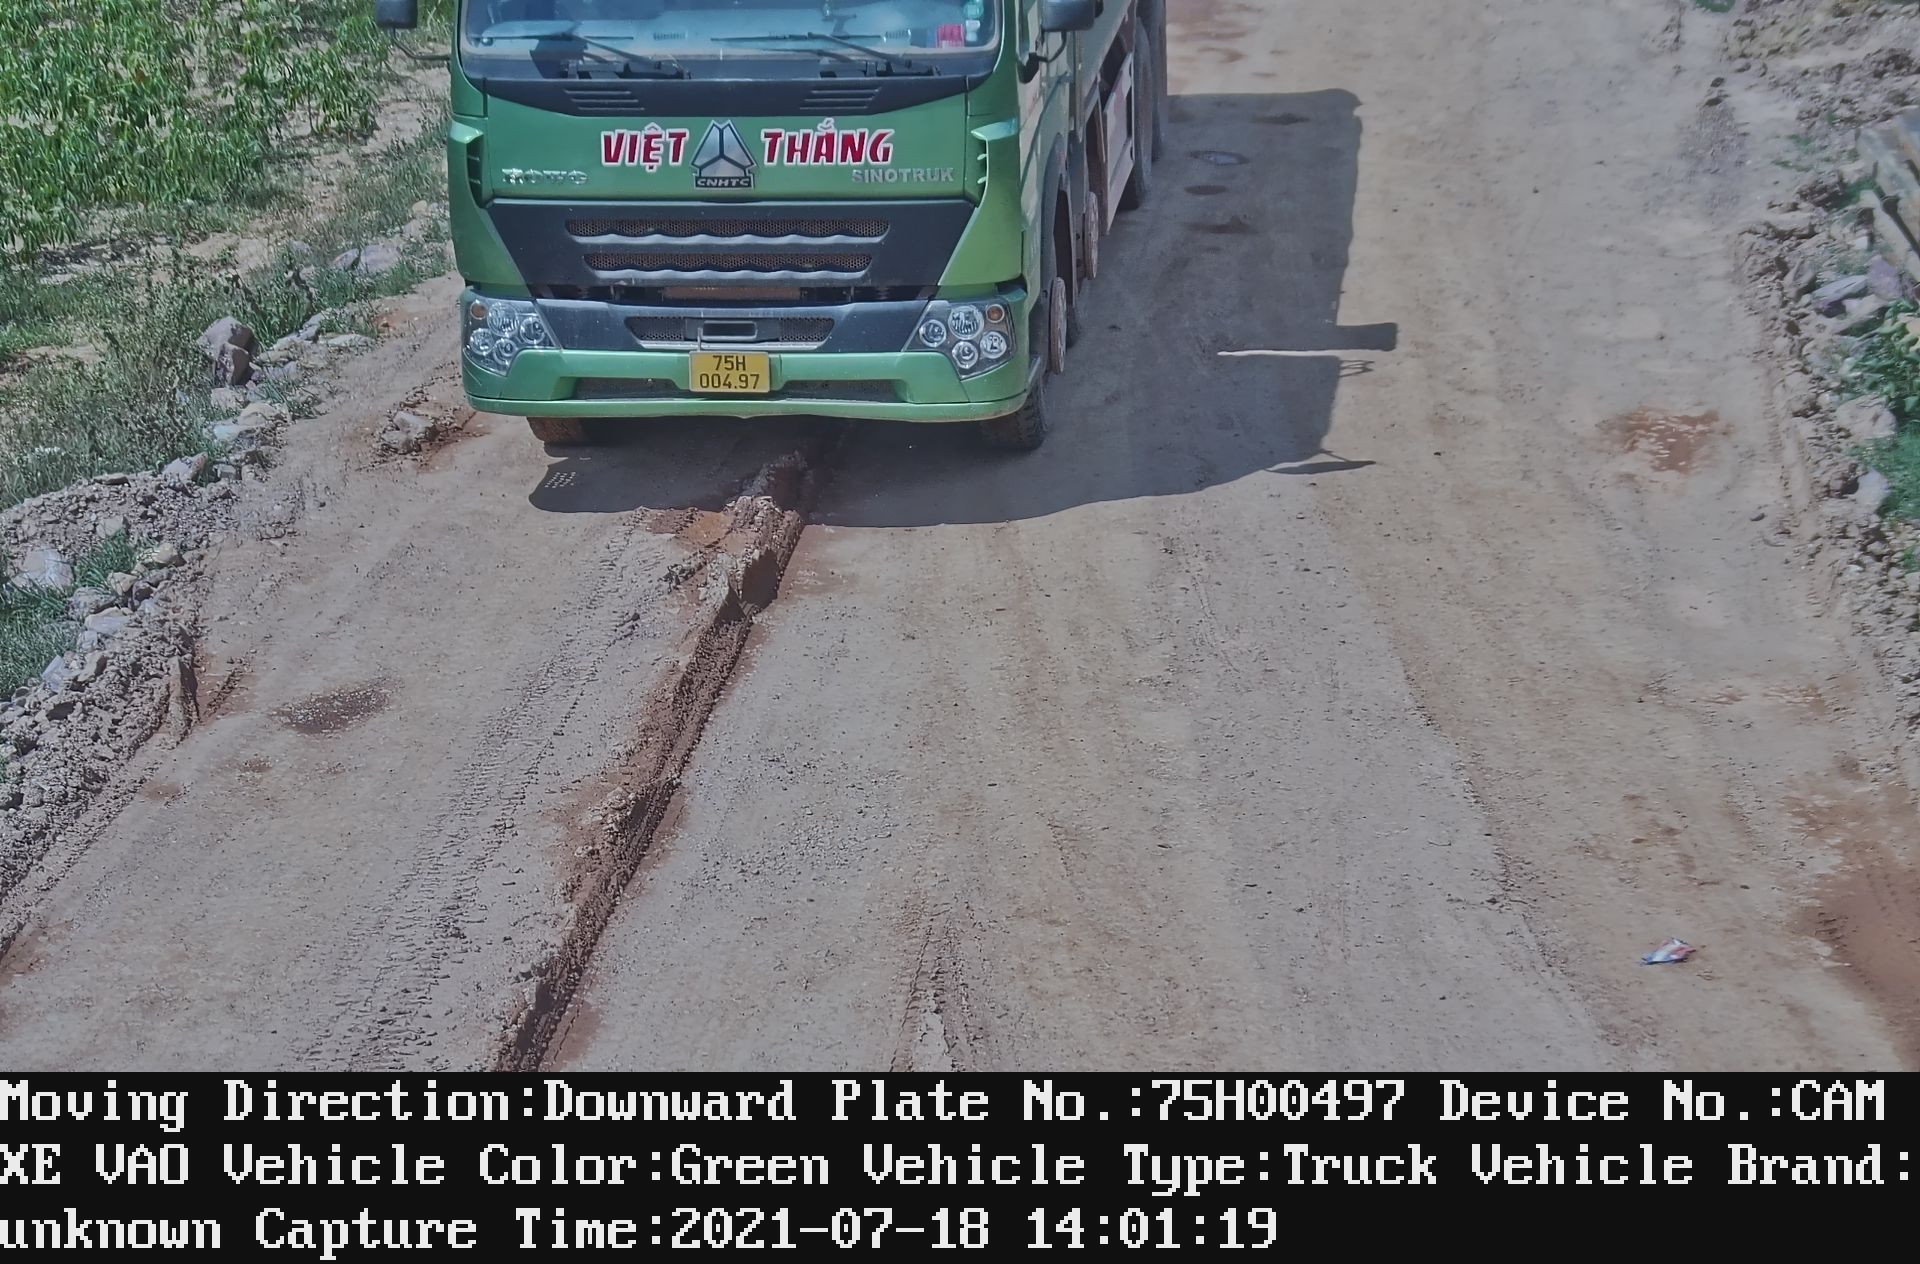 VIỆT THẮNG
HOWO CNHTC SINOTRUK
75H
004.97
Moving Direction:Downward Plate No.:75H00497 Device No.:CAM
XE VAO Vehicle Color:Green Vehicle Type:Truck Vehicle Brand:
unknown Capture Time:2021-07-18 14:01:19